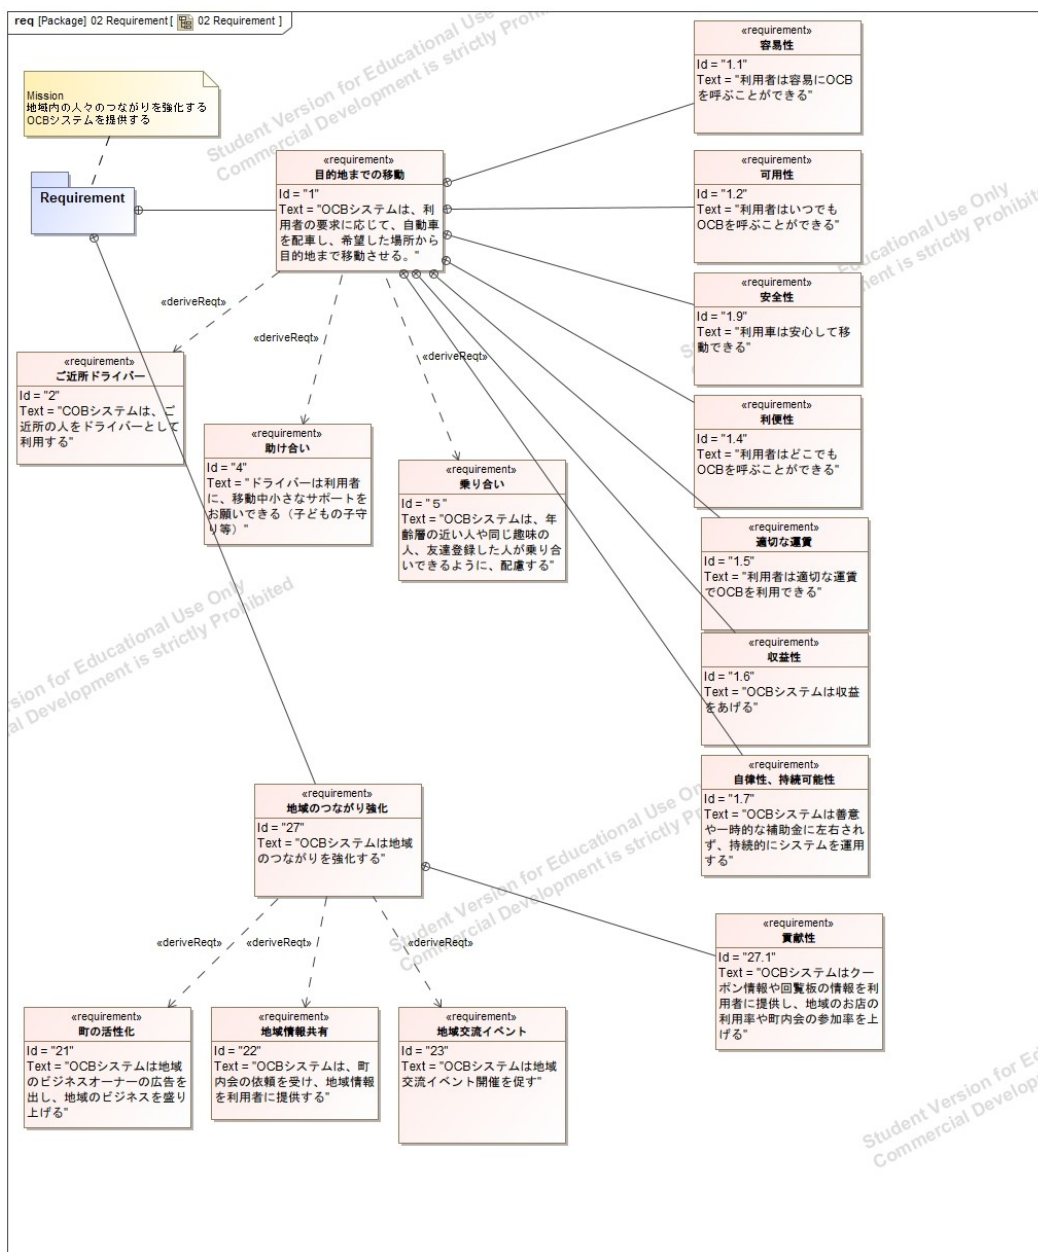 req [Package] 02 Requirement [ 02 Requirement ]
Mission
地域内の人々のつながりを強化する
OCBシステムを提供する
Requirement
«requirement»
目的地までの移動
Id = "1"
Text = "OCBシステムは、利
用者の要求に応じて、自動車
を配車し、希望した場所から
目的地まで移動させる。"
«requirement»
容易性
Id = "1.1"
Text = "利用者は容易にOCB
を呼ぶことができる"
«requirement»
可用性
Id = "1.2"
Text = "利用者はいつでも
OCBを呼ぶことができる"
«requirement»
安全性
Id = "1.9"
Text = "利用車は安心して移
動できる"
«requirement»
利便性
Id = "1.4"
Text = "利用者はどこでも
OCBを呼ぶことができる"
«requirement»
適切な運賃
Id = "1.5"
Text = "利用者は適切な運賃
でOCBを利用できる"
«requirement»
収益性
Id = "1.6"
Text = "OCBシステムは収益
をあげる"
«requirement»
自律性、持続可能性
Id = "1.7"
Text = "OCBシステムは善意
や一時的な補助金に左右され
ず、持続的にシステムを運用
する"
«deriveReqt»
«deriveReqt»
«deriveReqt»
«requirement»
ご近所ドライバー
Id = "2"
Text = "COBシステムは、ご
近所の人をドライバーとして
利用する"
«requirement»
助け合い
Id = "4"
Text = "ドライバーは利用者
に、移動中小さなサポートを
お願いできる（子どもの子守
り等）"
«requirement»
乗り合い
Id = "５"
Text = "OCBシステムは、年
齢層の近い人や同じ趣味の
人、友達登録した人が乗り合
いできるように、配慮する"
«requirement»
地域のつながり強化
Id = "27"
Text = "OCBシステムは地域
のつながりを強化する"
«deriveReqt»
«deriveReqt»
«deriveReqt»
«requirement»
貢献性
Id = "27.1"
Text = "OCBシステムはクー
ポン情報や回覧板の情報を利
用者に提供し、地域のお店の
利用率や町内会の参加率を上
げる"
«requirement»
町の活性化
Id = "21"
Text = "OCBシステムは地域
のビジネスオーナーの広告を
出し、地域のビジネスを盛り
上げる"
«requirement»
地域情報共有
Id = "22"
Text = "OCBシステムは、町
内会の依頼を受け、地域情報
を利用者に提供する"
«requirement»
地域交流イベント
Id = "23"
Text = "OCBシステムは地域
交流イベント開催を促す"
Student Version for Educational Use
Commercial Development is strictly Prohibited
Educational Use Only
ment is strictly Prohibit
sion for Educational Use Only
al Development is strictly Prohibited
Student Version for Educational Use On
Commercial Development is strictly Prohibited
Student Version for Ed
Commercial Develop